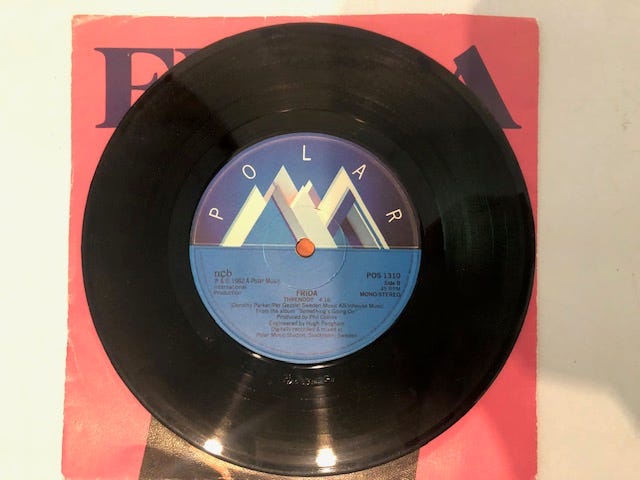 FRIDA
POLAR
ncb
℗ & © 1982 A Polar Music
International
Production
POS 1310
Side B
45 RPM
MONO/STEREO
FRIDA
THRENODY 4.16
(Dorothy Parker/Per Gessle) Sweden Music AB/Inhouse Music
From the album "Something's Going On"
Produced by Phil Collins
Engineered by Hugh Padgham
Digitally recorded & mixed at
Polar Music Studios, Stockholm, Sweden